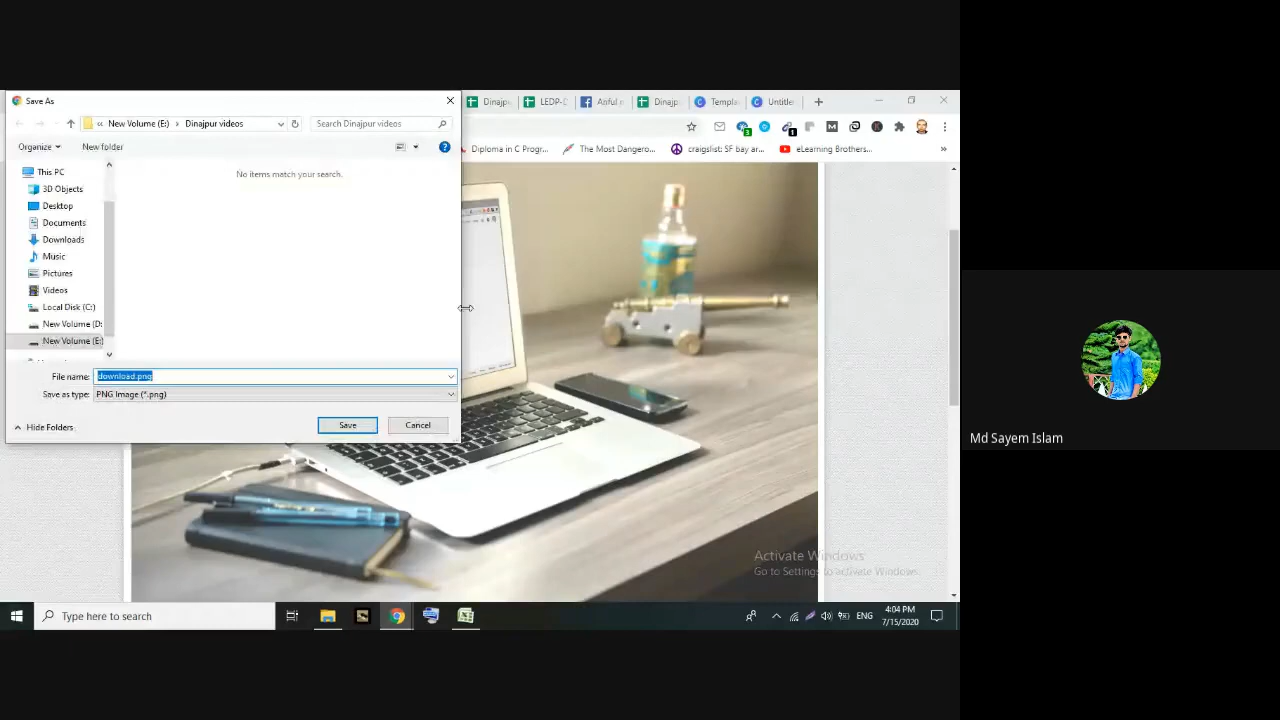 Save As
New Volume (E:) › Dinajpur videos
Search Dinajpur videos
Organize
New folder
This PC
3D Objects
Desktop
Documents
Downloads
Music
Pictures
Videos
Local Disk (C:)
New Volume (D:
New Volume (E:)
No items match your search.
File name: download.png
Save as type: PNG Image (*.png)
Hide Folders
Save
Cancel
Dinajpu
LEDP-D
Dinajp
Templa
Untitle
Diploma in C Progr...
The Most Dangero...
craigslist: SF bay ar...
eLearning Brothers...
Activate Windows
Go to Settings to activate Windows.
Type here to search
ENG
4:04 PM
7/15/2020
Md Sayem Islam